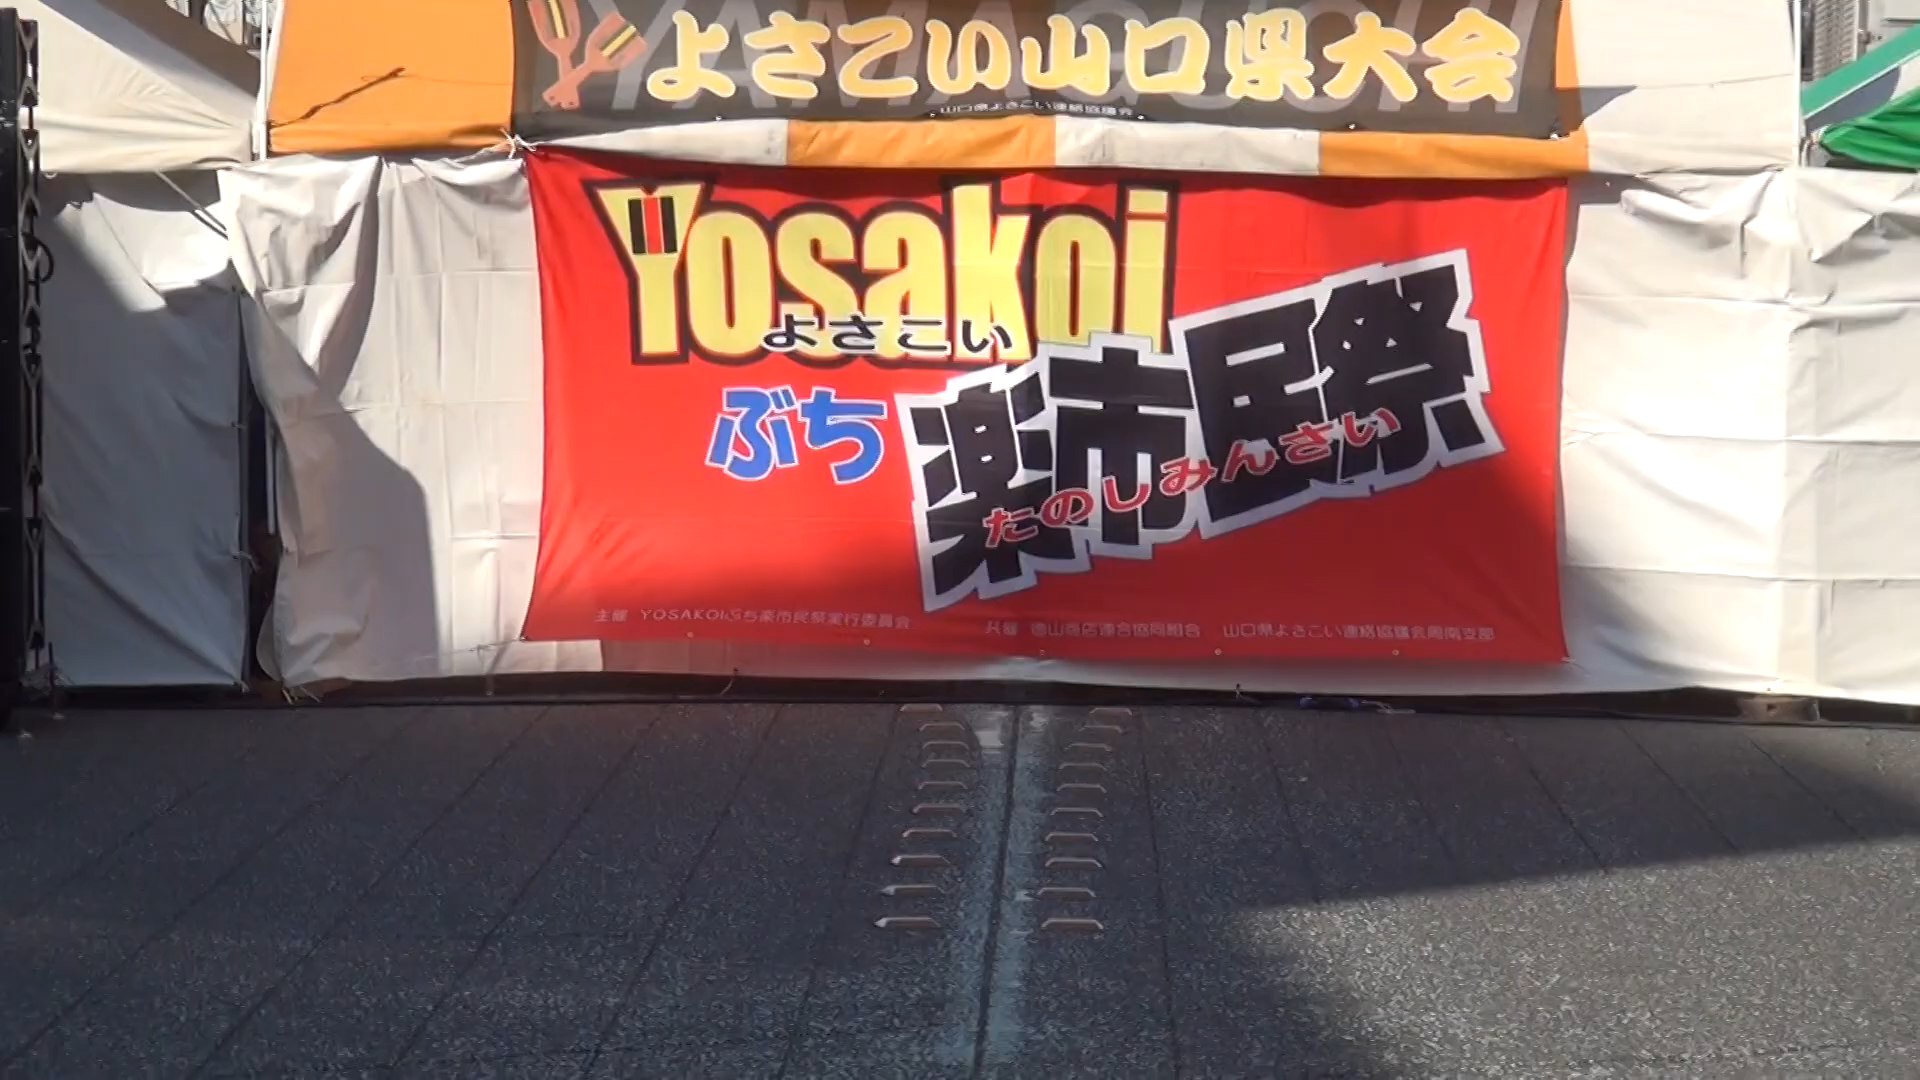 YAMAGUCHI
よさこい山口県大会
山口県よさこい連絡協議会
Yosakoi
よさこい
ぶち
楽市民祭
たのしみんさい
主催 YOSAKOIぶち楽市民祭実行委員会
共催 徳山商店連合協同組合 山口県よさこい連絡協議会周南支部